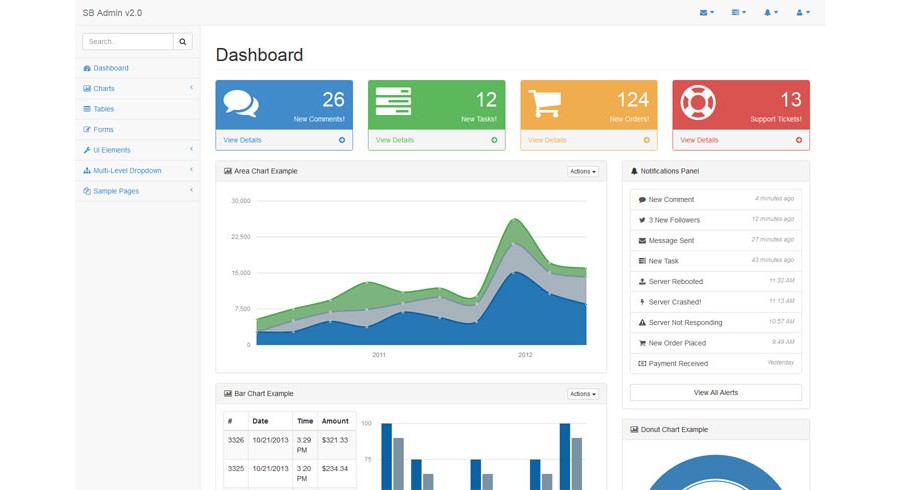 SB Admin v2.0
Search...
Dashboard
Charts
Tables
Forms
UI Elements
Multi-Level Dropdown
Sample Pages
Dashboard
26
New Comments!
View Details
12
New Tasks!
View Details
124
New Orders!
View Details
13
Support Tickets!
View Details
Area Chart Example
Actions
30,000
22,500
15,000
7,500
0
2011
2012
Notifications Panel
New Comment 4 minutes ago
3 New Followers 12 minutes ago
Message Sent 27 minutes ago
New Task 43 minutes ago
Server Rebooted 11:32 AM
Server Crashed! 11:13 AM
Server Not Responding 10:57 AM
New Order Placed 9:49 AM
Payment Received Yesterday
View All Alerts
Bar Chart Example
Actions
# Date Time Amount
3326 10/21/2013 3:29 PM $321.33
3325 10/21/2013 3:20 PM $234.34
100
75
Donut Chart Example